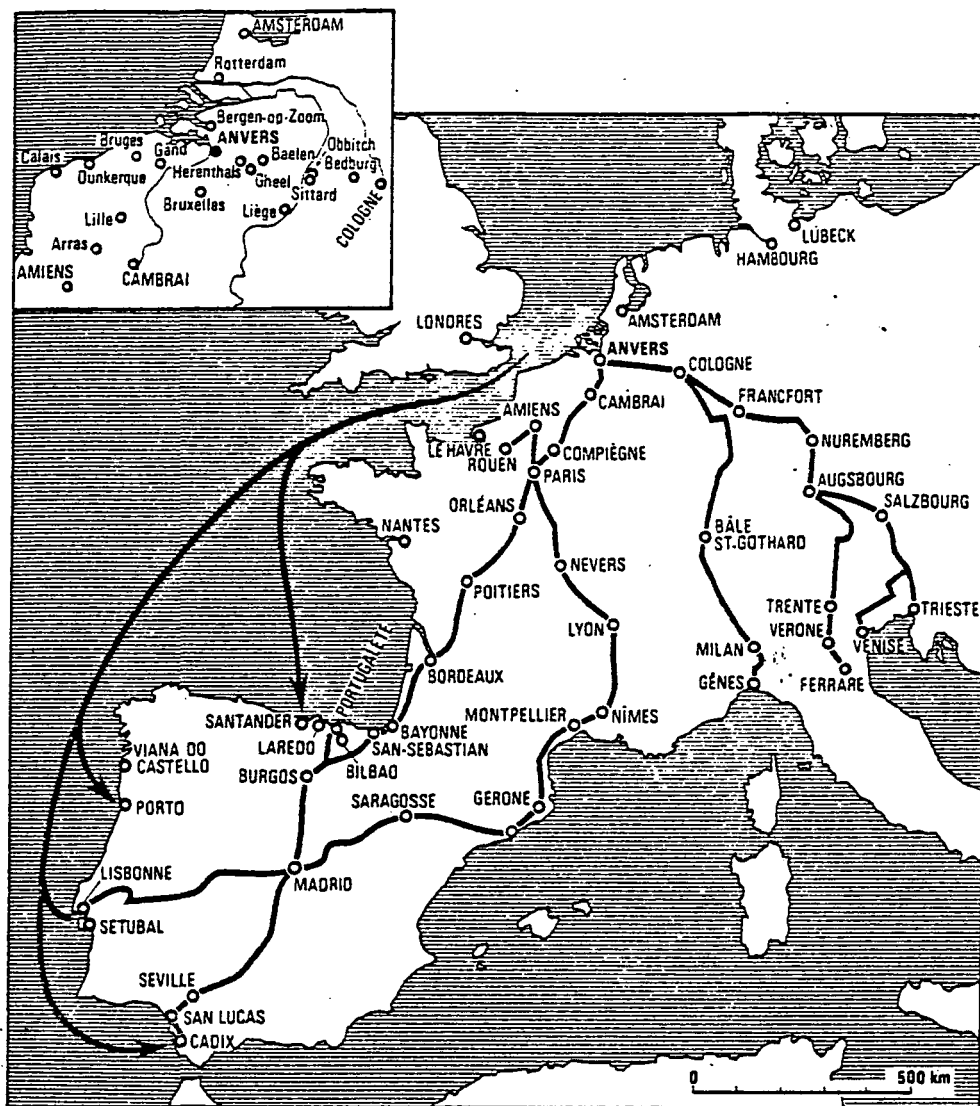 AMSTERDAM
Rotterdam
Bergen-op-Zoom
ANVERS
Bruges
Gand
Calais
Dunkerque
Herenthals
Baelen
Gheel
Obbitch
Bedburg
Sittard
Bruxelles
Liège
COLOGNE
Lille
Arras
AMIENS
CAMBRAI
LÜBECK
HAMBOURG
AMSTERDAM
LONDRES
ANVERS
COLOGNE
CAMBRAI
FRANCFORT
AMIENS
LE HAVRE
ROUEN
COMPIÈGNE
NUREMBERG
PARIS
AUGSBOURG
SALZBOURG
ORLÉANS
NANTES
BÂLE
ST-GOTHARD
NEVERS
POITIERS
TRENTE
TRIESTE
LYON
VERONE
VENISE
MILAN
FERRARE
BORDEAUX
GÊNES
PORTUGALETE
SANTANDER
LAREDO
BILBAO
BAYONNE
SAN-SEBASTIAN
MONTPELLIER
NÎMES
VIANA DO
CASTELLO
BURGOS
PORTO
SARAGOSSE
GERONE
LISBONNE
MADRID
SETUBAL
SEVILLE
SAN LUCAS
CADIX
0 500 km